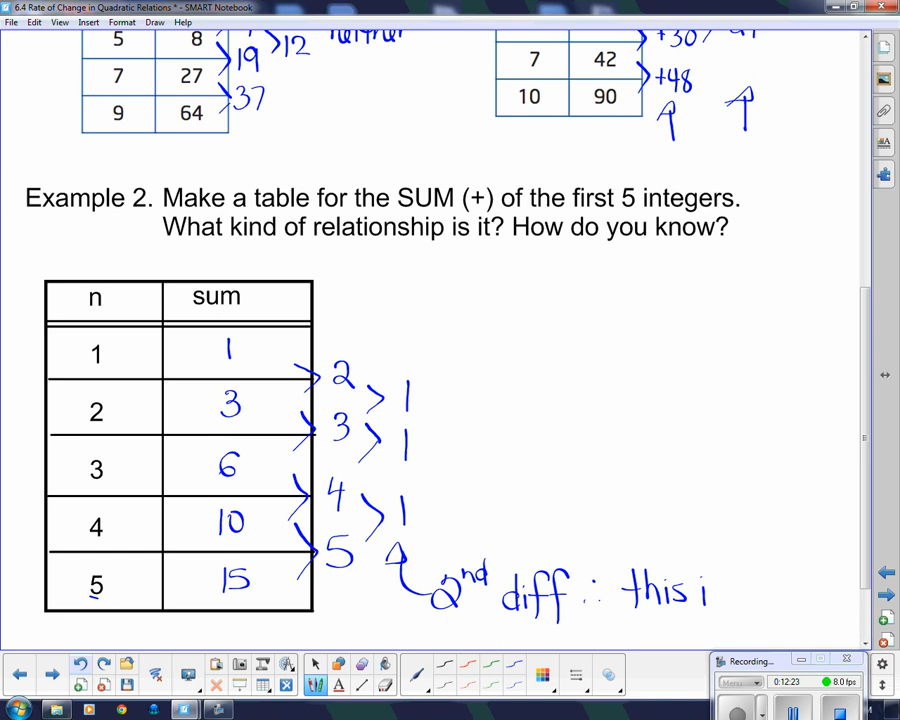 6.4 Rate of Change in Quadratic Relations * - SMART Notebook
File Edit View Insert Format Draw Help
5 8
19 12 neither
7 27
37
9 64
+30
7 42
+48
10 90
Example 2. Make a table for the SUM (+) of the first 5 integers.
What kind of relationship is it? How do you know?
n sum
1 1
2
2 3
1
3
1
3 6
4
4 10
1
5
5 15
2nd diff ∴ this i
Recording...
Menu
0:12:23 8.0 fps